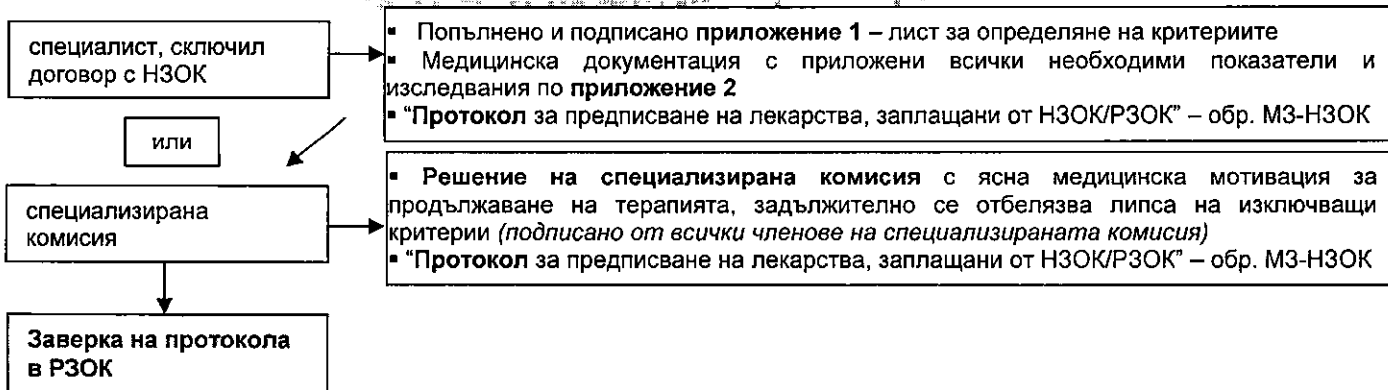 специалист, сключил
договор с НЗОК
▪ Попълнено и подписано приложение 1 – лист за определяне на критериите
▪ Медицинска документация с приложени всички необходими показатели и
изследвания по приложение 2
▪ “Протокол за предписване на лекарства, заплащани от НЗОК/РЗОК” – обр. МЗ-НЗОК
или
специализирана
комисия
▪ Решение на специализирана комисия с ясна медицинска мотивация за
продължаване на терапията, задължително се отбелязва липса на изключващи
критерии (подписано от всички членове на специализираната комисия)
▪ “Протокол за предписване на лекарства, заплащани от НЗОК/РЗОК” – обр. МЗ-НЗОК
Заверка на протокола
в РЗОК